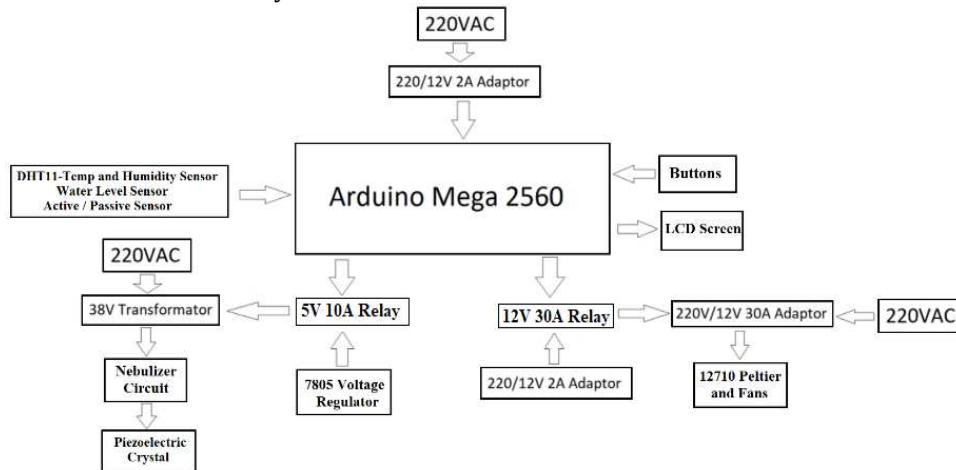 220VAC
220/12V 2A Adaptor
DHT11-Temp and Humidity Sensor
Water Level Sensor
Active / Passive Sensor
Arduino Mega 2560
Buttons
LCD Screen
220VAC
38V Transformator
5V 10A Relay
12V 30A Relay
220V/12V 30A Adaptor
220VAC
Nebulizer
Circuit
7805 Voltage
Regulator
220/12V 2A Adaptor
12710 Peltier
and Fans
Piezoelectric
Crystal